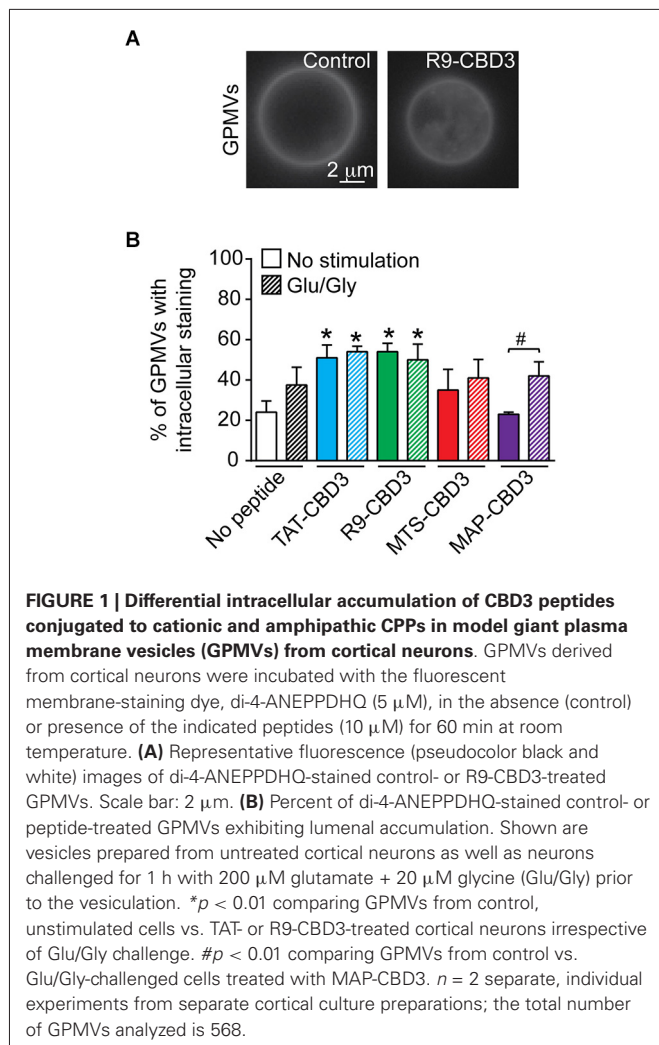 A
Control
R9-CBD3
GPMVs
2 μm
B
No stimulation
Glu/Gly
% of GPMVs with
intracellular staining
100
80
60
40
20
0
* * * *
#
No peptide
TAT-CBD3
R9-CBD3
MTS-CBD3
MAP-CBD3
FIGURE 1 | Differential intracellular accumulation of CBD3 peptides
conjugated to cationic and amphipathic CPPs in model giant plasma
membrane vesicles (GPMVs) from cortical neurons. GPMVs derived
from cortical neurons were incubated with the fluorescent
membrane-staining dye, di-4-ANEPPDHQ (5 μM), in the absence (control)
or presence of the indicated peptides (10 μM) for 60 min at room
temperature. (A) Representative fluorescence (pseudocolor black and
white) images of di-4-ANEPPDHQ-stained control- or R9-CBD3-treated
GPMVs. Scale bar: 2 μm. (B) Percent of di-4-ANEPPDHQ-stained control- or
peptide-treated GPMVs exhibiting lumenal accumulation. Shown are
vesicles prepared from untreated cortical neurons as well as neurons
challenged for 1 h with 200 μM glutamate + 20 μM glycine (Glu/Gly) prior
to the vesiculation. *p < 0.01 comparing GPMVs from control,
unstimulated cells vs. TAT- or R9-CBD3-treated cortical neurons irrespective
of Glu/Gly challenge. #p < 0.01 comparing GPMVs from control vs.
Glu/Gly-challenged cells treated with MAP-CBD3. n = 2 separate, individual
experiments from separate cortical culture preparations; the total number
of GPMVs analyzed is 568.